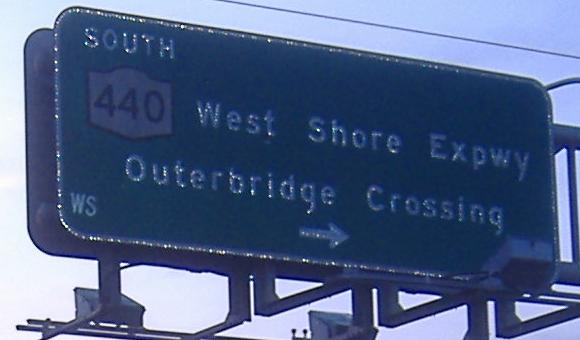 SOUTH
440 West Shore Expwy
Outerbridge Crossing
WS